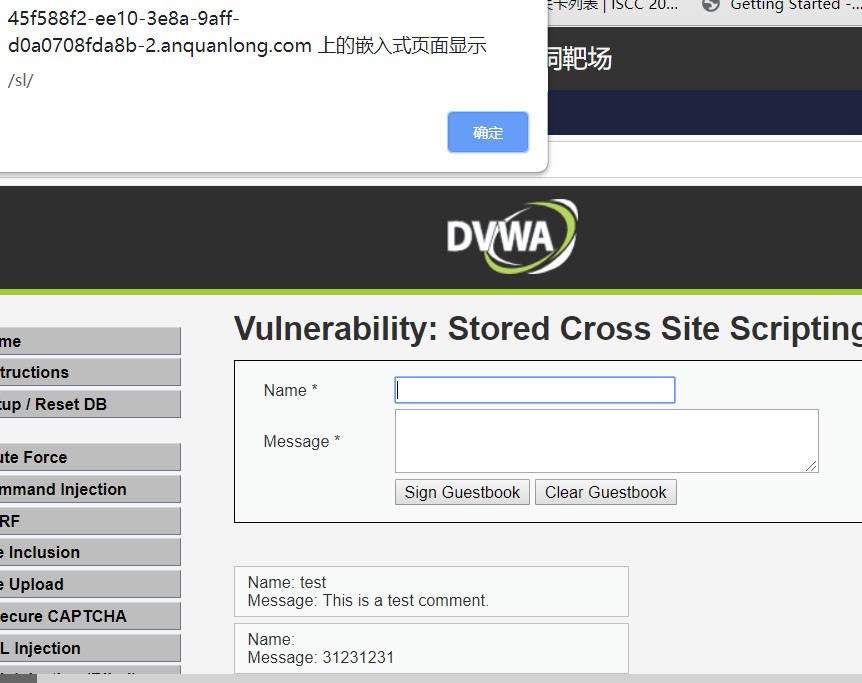 45f588f2-ee10-3e8a-9aff-
d0a0708fda8b-2.anquanlong.com 上的嵌入式页面显示
/sl/
确定
卡列表 | ISCC 20...
Getting Started -...
靶场
DVWA
Vulnerability: Stored Cross Site Scripting
me
tructions
tup / Reset DB
ute Force
mmand Injection
RF
e Inclusion
e Upload
ecure CAPTCHA
L Injection
Name *
Message *
Sign Guestbook
Clear Guestbook
Name: test
Message: This is a test comment.
Name:
Message: 31231231